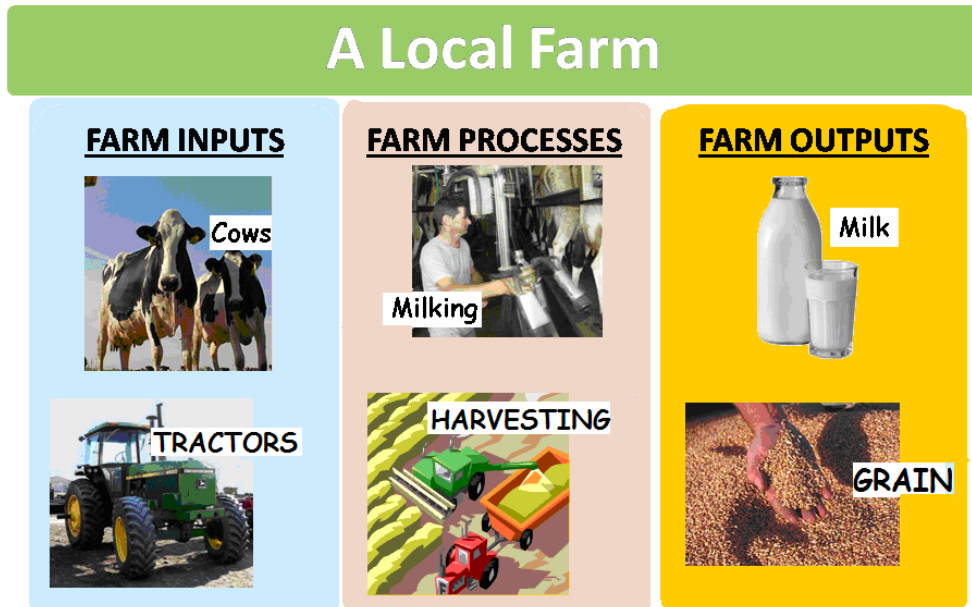 A Local Farm
FARM INPUTS
Cows
TRACTORS
FARM PROCESSES
Milking
HARVESTING
FARM OUTPUTS
Milk
GRAIN